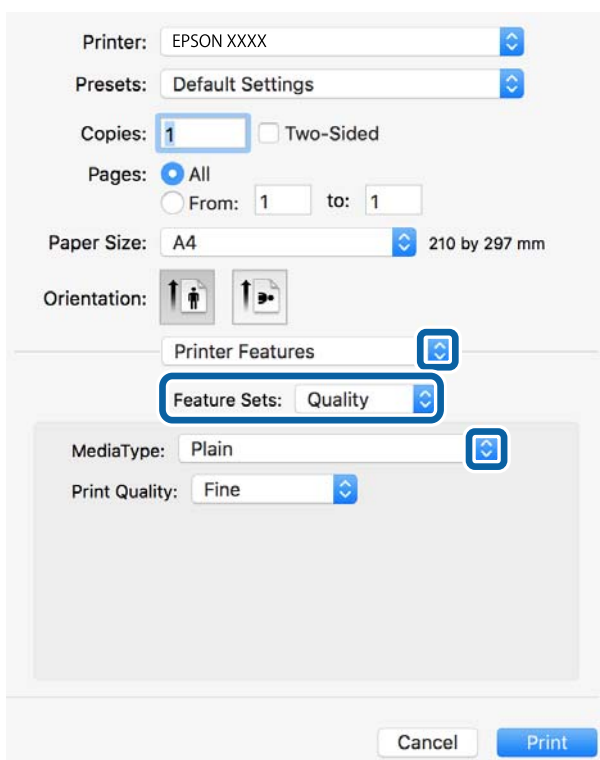 Printer: EPSON XXXX
Presets: Default Settings
Copies: 1 Two-Sided
Pages: All
From: 1 to: 1
Paper Size: A4 210 by 297 mm
Orientation:
Printer Features
Feature Sets: Quality
MediaType: Plain
Print Quality: Fine
Cancel Print